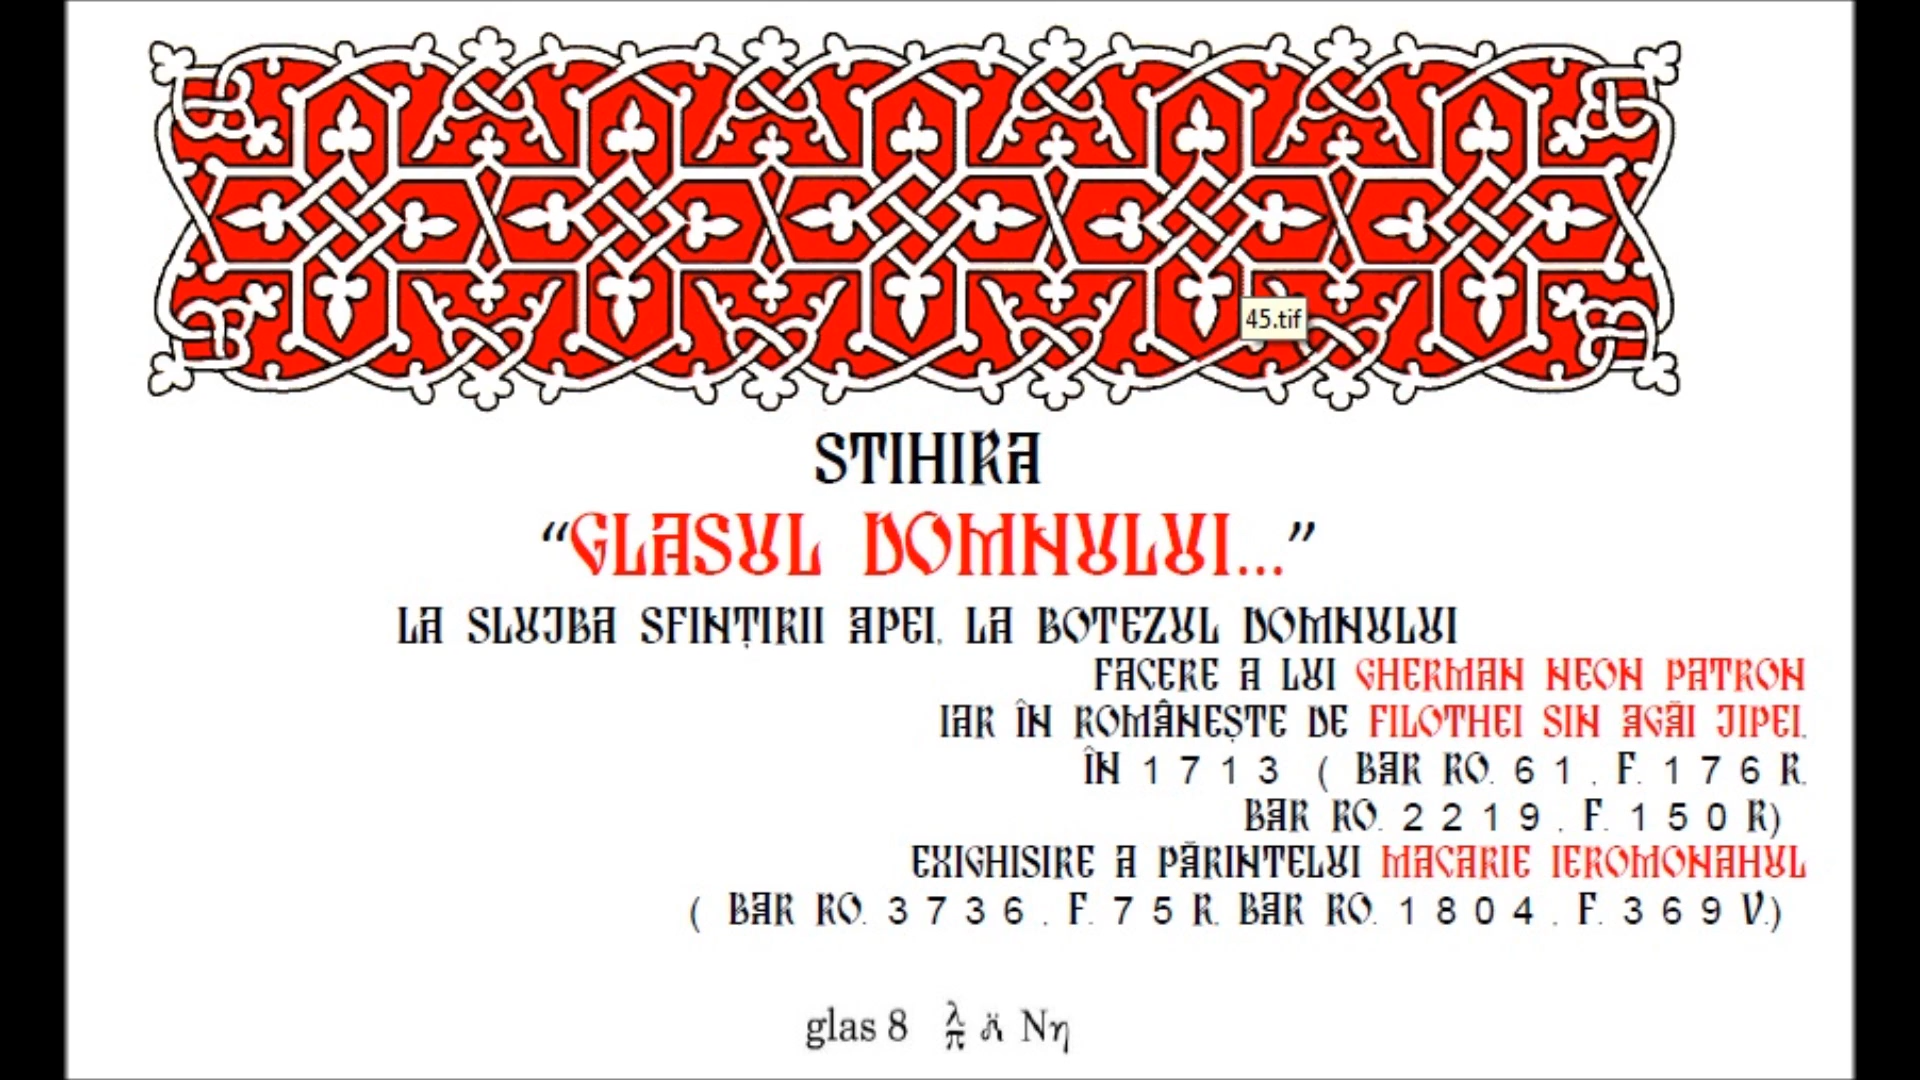 45.tif
STIHIRA
“GLASUL DOMNULUI...”
LA SLUJBA SFINȚIRII APEI, LA BOTEZUL DOMNULUI
FACERE A LUI GHERMAN NEON PATRON
IAR ÎN ROMÂNEȘTE DE FILOTHEI SIN AGĂI JIPEI,
ÎN 1713 ( BAR RO. 61, F. 176 R,
BAR RO. 2219, F. 150 R)
EXIGHISIRE A PĂRINTELUI MACARIE IEROMONAHUL
( BAR RO. 3736, F. 75 R, BAR RO. 1804, F. 369 V.)
glas 8 λ π ä Νη